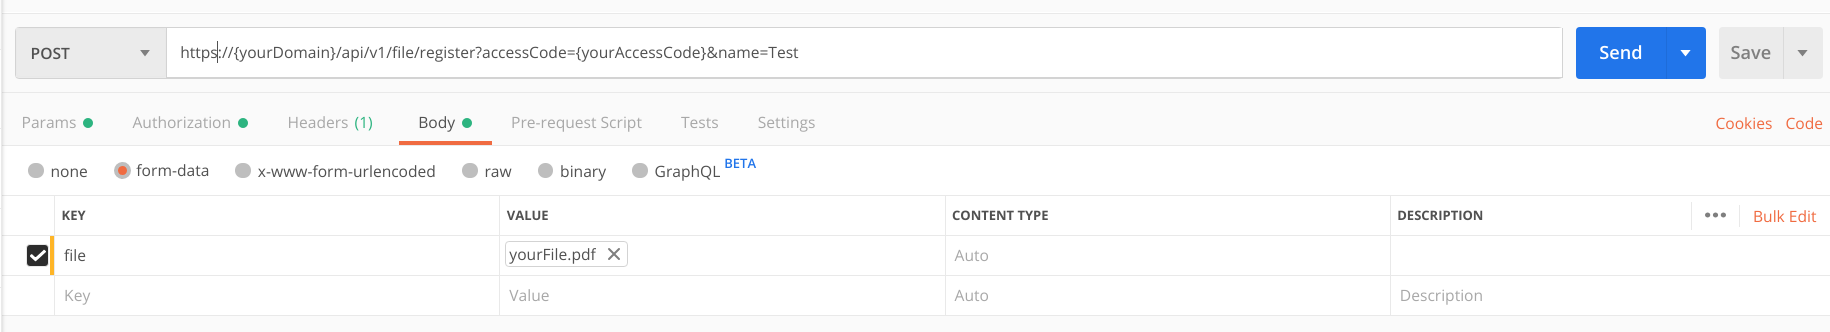 POST https://{yourDomain}/api/v1/file/register?accessCode={yourAccessCode}&name=Test Send Save
Params Authorization Headers (1) Body Pre-request Script Tests Settings Cookies Code
none form-data x-www-form-urlencoded raw binary GraphQL BETA
KEY VALUE CONTENT TYPE DESCRIPTION ••• Bulk Edit
file yourFile.pdf Auto
Key Value Auto Description